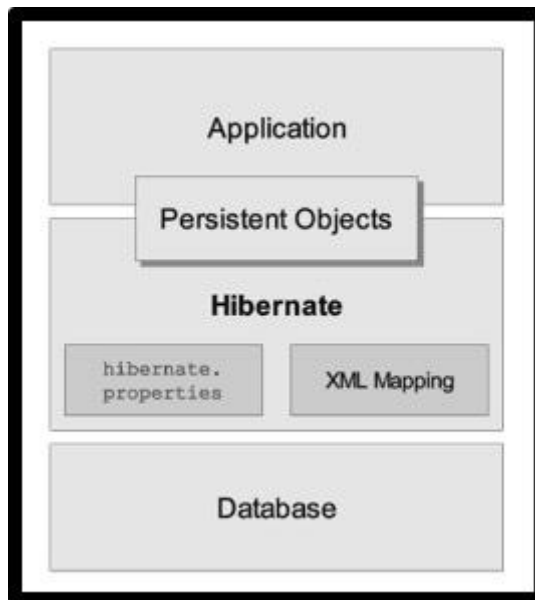 Application
Persistent Objects
Hibernate
hibernate.
properties
XML Mapping
Database